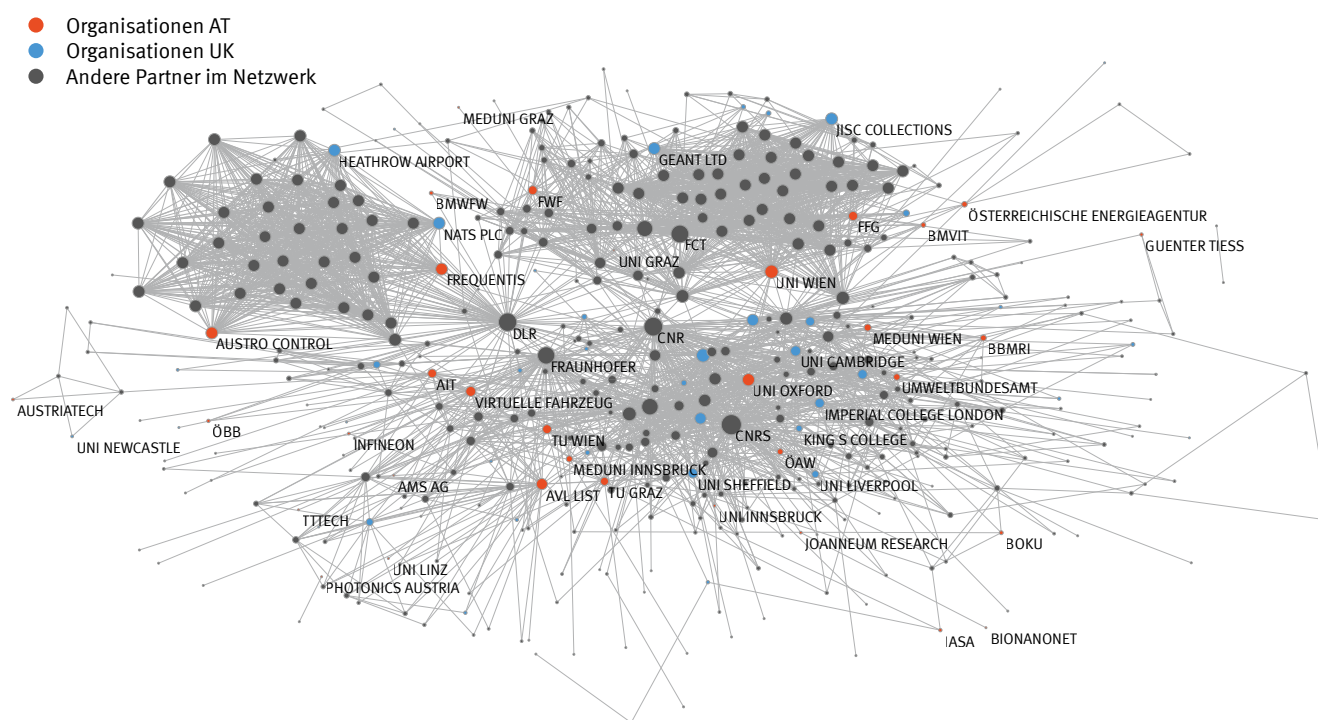 Organisationen AT
Organisationen UK
Andere Partner im Netzwerk
MEDUNI GRAZ
JISC COLLECTIONS
HEATHROW AIRPORT
GEANT LTD
BMWFW
FWF
ÖSTERREICHISCHE ENERGIEAGENTUR
NATS PLC
FFG
BMVIT
FCT
GUENTER TIESS
UNI GRAZ
FREQUENTIS
UNI WIEN
DLR
CNR
AUSTRO CONTROL
MEDUNI WIEN
BBMRI
FRAUNHOFER
UNI CAMBRIDGE
AIT
UNI OXFORD
UMWELTBUNDESAMT
VIRTUELLE FAHRZEUG
AUSTRIATECH
IMPERIAL COLLEGE LONDON
ÖBB
CNRS
UNI NEWCASTLE
INFINEON
TU WIEN
KING S COLLEGE
ÖAW
MEDUNI INNSBRUCK
AMS AG
UNI SHEFFIELD
UNI LIVERPOOL
AVL LIST
TU GRAZ
TTTECH
UNI INNSBRUCK
JOANNEUM RESEARCH
BOKU
UNI LINZ
PHOTONICS AUSTRIA
IASA
BIONANONET